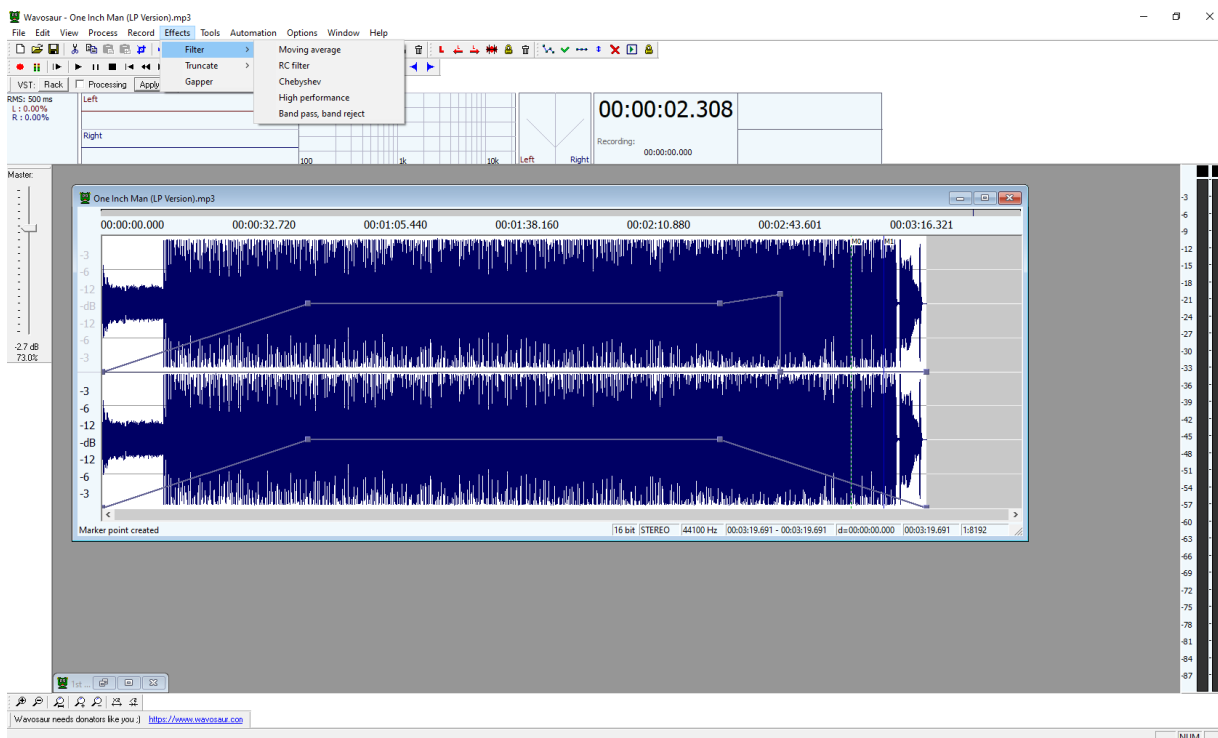 Wavosaur - One Inch Man (LP Version).mp3
File Edit View Process Record Effects Tools Automation Options Window Help
Filter > Moving average
Truncate > RC filter
Gapper Chebyshev
High performance
Band pass, band reject
VST: Rack Processing Apply
RMS: 500 ms
L : 0.00%
R : 0.00%
Left
Right
100 1k 10k
Left Right
00:00:02.308
Recording:
00:00:00.000
Master:
-2.7 dB
73.0%
One Inch Man (LP Version).mp3
00:00:00.000 00:00:32.720 00:01:05.440 00:01:38.160 00:02:10.880 00:02:43.601 00:03:16.321
M0 M1
-3
-6
-12
-dB
-12
-6
-3
-3
-6
-12
-dB
-12
-6
-3
Marker point created
16 bit STEREO 44100 Hz 00:03:19.691 - 00:03:19.691 d=00:00:00.000 00:03:19.691 1:8192
-3
-6
-9
-12
-15
-18
-21
-24
-27
-30
-33
-36
-39
-42
-45
-48
-51
-54
-57
-60
-63
-66
-69
-72
-75
-78
-81
-84
-87
1st ...
Wavosaur needs donators like you ;) https://www.wavosaur.con
NUM